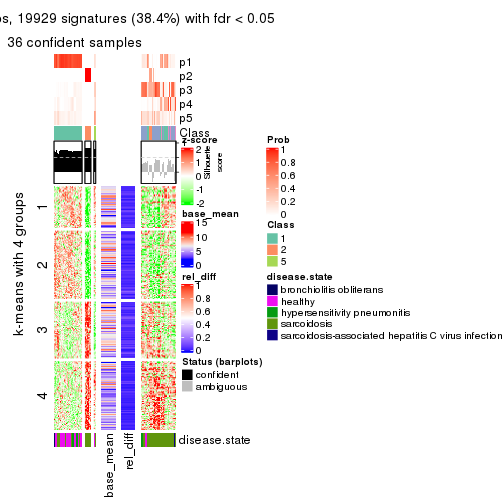 os, 19929 signatures (38.4%) with fdr < 0.05
36 confident samples
p1
p2
p3
p4
p5
Class
Silhouette
score
k-means with 4 groups
1
2
3
4
base_mean
rel_diff
disease.state
z-score
2
1
0
-1
-2
base_mean
15
10
5
0
rel_diff
1
0.8
0.6
0.4
0.2
0
Status (barplots)
confident
ambiguous
Prob
1
0.8
0.6
0.4
0.2
0
Class
1
2
5
disease.state
bronchiolitis obliterans
healthy
hypersensitivity pneumonitis
sarcoidosis
sarcoidosis-associated hepatitis C virus infection